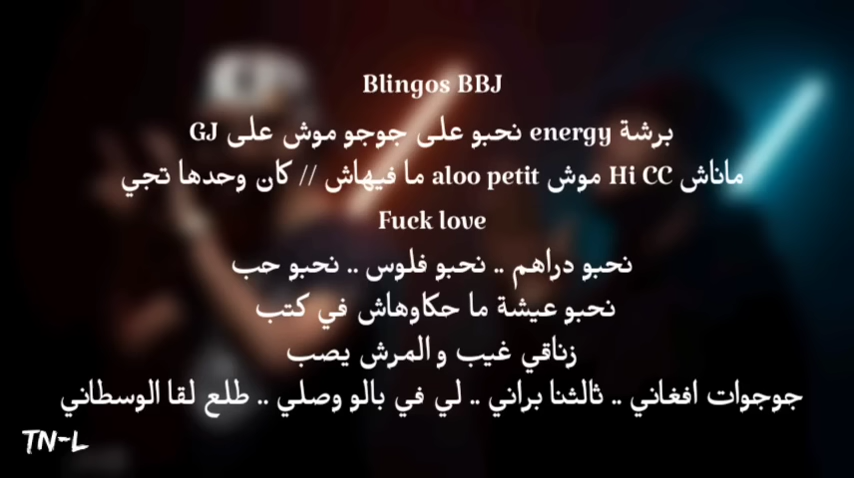 Blingos BBJ
برشة energy نحبو على جوجو موش على GJ
ماناش Hi CC موش aloo petit ما فيهاش // كان وحدها تجي
Fuck love
نحبو دراهم .. نحبو فلوس .. نحبو حب
نحبو عيشة ما حكاوهاش في كتب
زناقي غيب و المرش يصب
جوجوات افغاني .. ثالثنا براني .. لي في بالو وصلي .. طلع لقا الوسطاني
TN-L